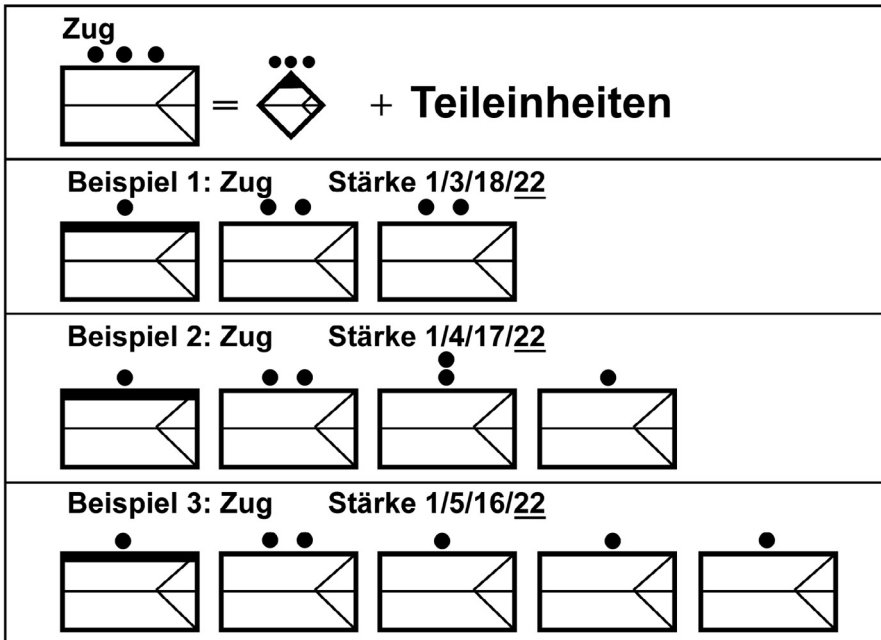 Zug
= + Teileinheiten
Beispiel 1: Zug Stärke 1/3/18/22
Beispiel 2: Zug Stärke 1/4/17/22
Beispiel 3: Zug Stärke 1/5/16/22